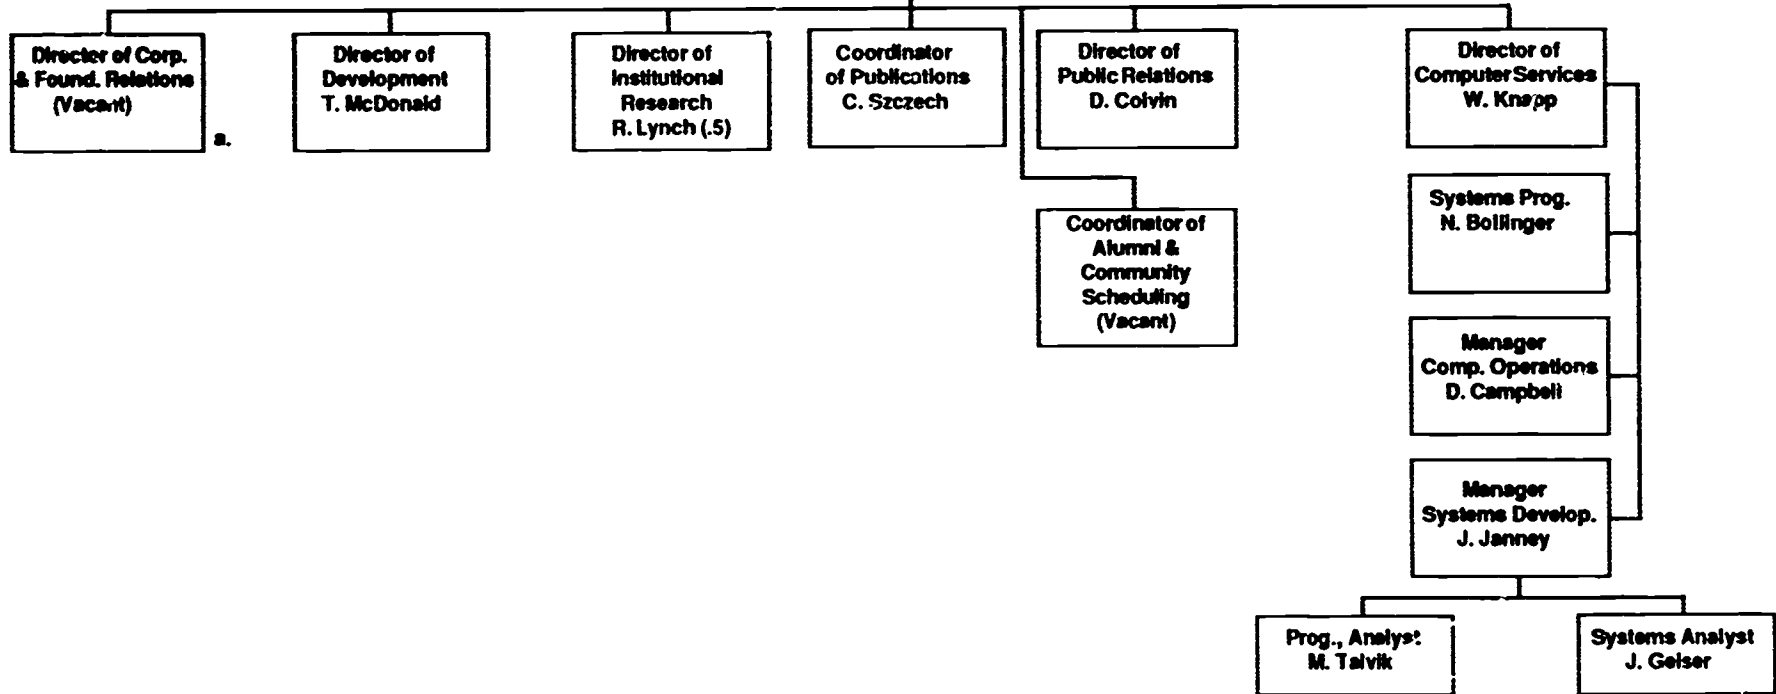 Director of Corp.
& Found. Relations
(Vacant)
a.
Director of
Development
T. McDonald
Director of
Institutional
Research
R. Lynch (.5)
Coordinator
of Publications
C. Szczech
Director of
Public Relations
D. Colvin
Director of
Computer Services
W. Knapp
Coordinator of
Alumni &
Community
Scheduling
(Vacant)
Systems Prog.
N. Bollinger
Manager
Comp. Operations
D. Campbell
Manager
Systems Develop.
J. Janney
Prog., Analyst
M. Talvik
Systems Analyst
J. Geiser